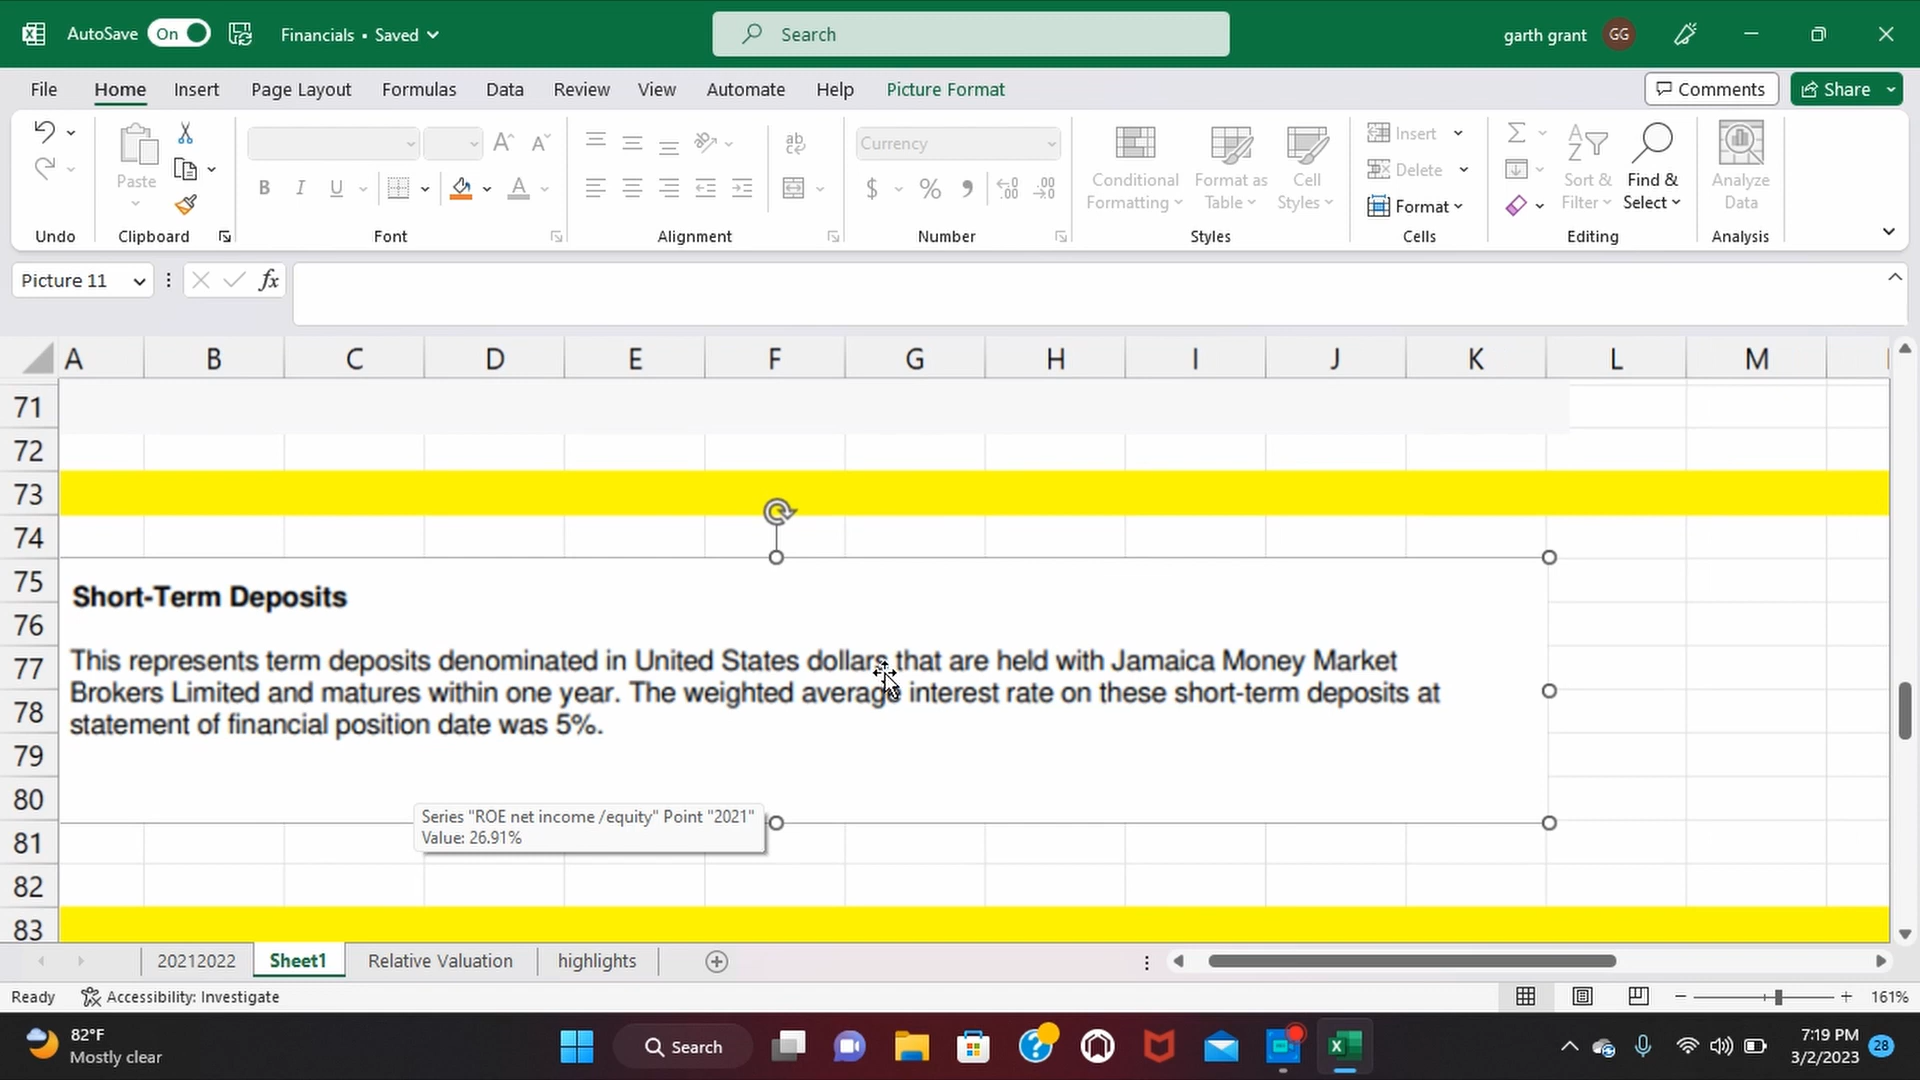 AutoSave On Financials • Saved Search garth grant GG
File Home Insert Page Layout Formulas Data Review View Automate Help Picture Format Comments Share
Paste
Undo Clipboard Font Alignment Number Styles Cells Editing Analysis
B I U
ab
Currency
$ % ,
Conditional Formatting
Format as Table
Cell Styles
Insert
Delete
Format
Sort & Filter
Find & Select
Analyze Data
Picture 11 fx
A B C D E F G H I J K L M
71
72
73
74
75
76
77
78
79
80
81
82
83
Short-Term Deposits
This represents term deposits denominated in United States dollars that are held with Jamaica Money Market
Brokers Limited and matures within one year. The weighted average interest rate on these short-term deposits at
statement of financial position date was 5%.
Series "ROE net income /equity" Point "2021"
Value: 26.91%
20212022 Sheet1 Relative Valuation highlights
Ready Accessibility: Investigate 161%
82°F
Mostly clear
Search
7:19 PM
3/2/2023
28